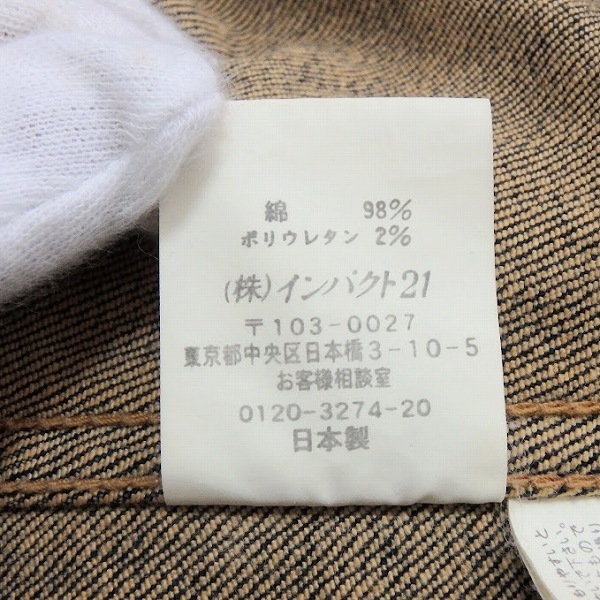 綿 98%
ポリウレタン 2%
(株)インパクト21
〒103-0027
東京都中央区日本橋3-10-5
お客様相談室
0120-3274-20
日本製